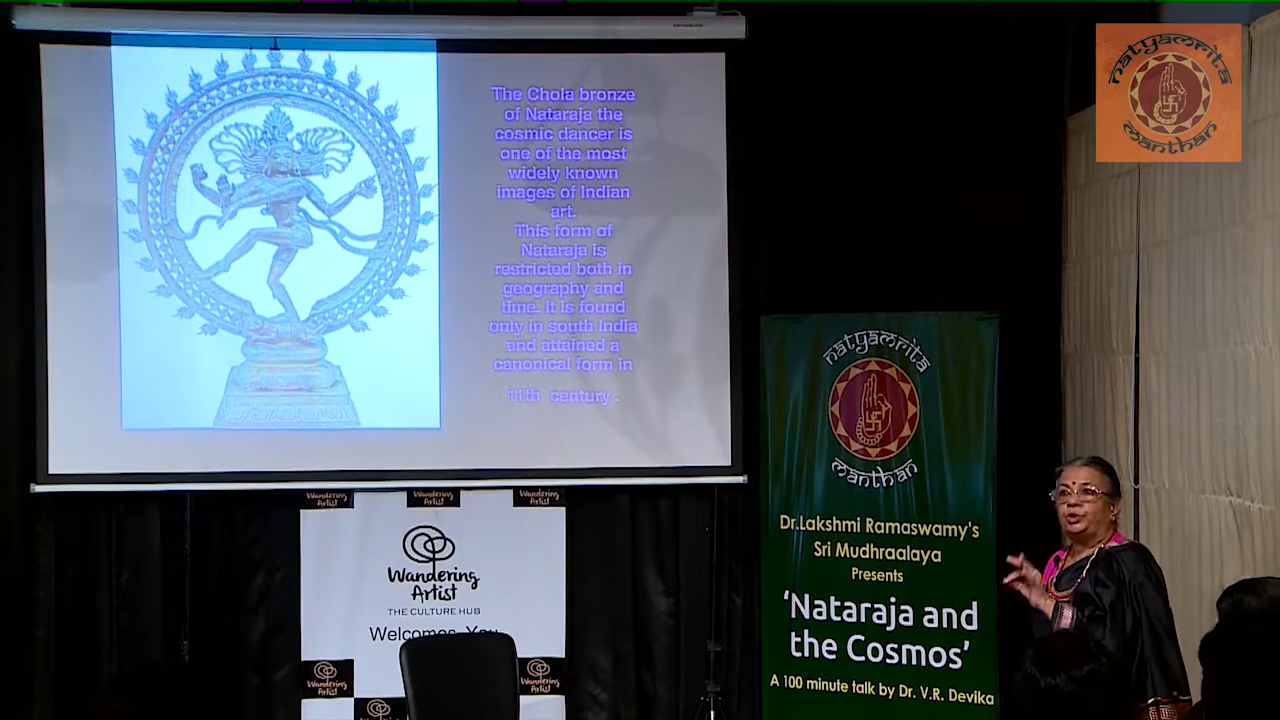 The Chola bronze
of Nataraja the
cosmic dancer is
one of the most
widely known
images of Indian
art.
This form of
Nataraja is
restricted both in
geography and
time. It is found
only in south India
and attained a
canonical form in
11th century.
natyamrita
manthan
natyamrita
manthan
Dr.Lakshmi Ramaswamy's
Sri Mudhraalaya
Presents
'Nataraja and
the Cosmos'
A 100 minute talk by Dr. V.R. Devika
Wandering
Artist
Wandering
Artist
Wandering
Artist
Wandering
Artist
THE CULTURE HUB
Welcomes You
Wandering
Artist
Wandering
Artist